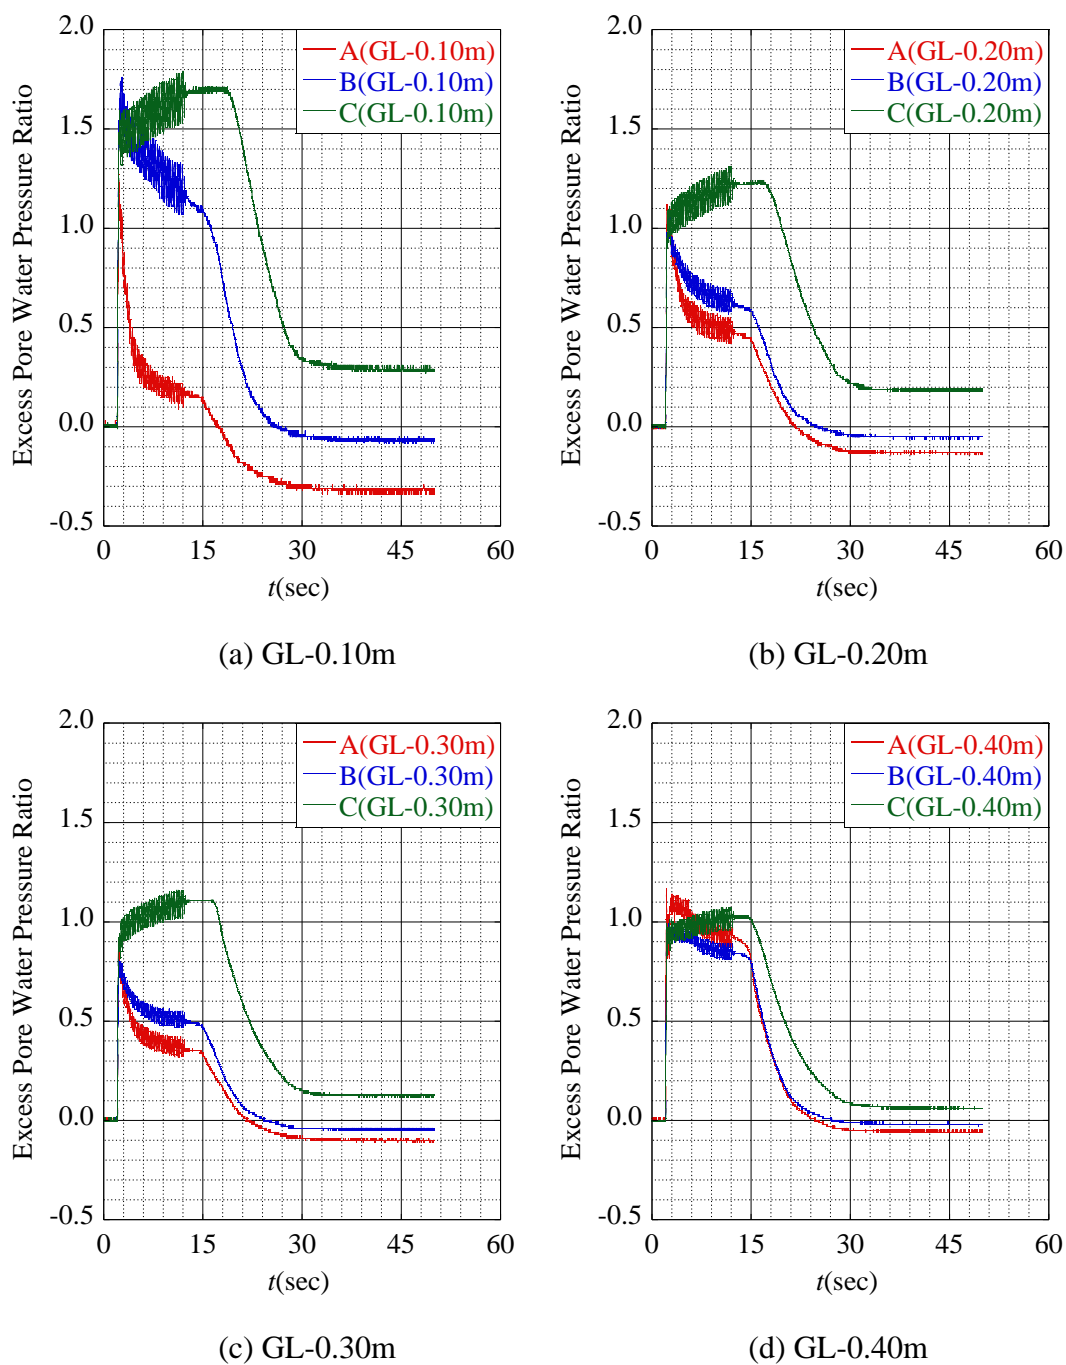 2.0
1.5
1.0
0.5
0.0
-0.5
0
15
30
45
60
Excess Pore Water Pressure Ratio
t(sec)
A(GL-0.10m)
B(GL-0.10m)
C(GL-0.10m)
(a) GL-0.10m
2.0
1.5
1.0
0.5
0.0
-0.5
0
15
30
45
60
Excess Pore Water Pressure Ratio
t(sec)
A(GL-0.20m)
B(GL-0.20m)
C(GL-0.20m)
(b) GL-0.20m
2.0
1.5
1.0
0.5
0.0
-0.5
0
15
30
45
60
Excess Pore Water Pressure Ratio
t(sec)
A(GL-0.30m)
B(GL-0.30m)
C(GL-0.30m)
(c) GL-0.30m
2.0
1.5
1.0
0.5
0.0
-0.5
0
15
30
45
60
Excess Pore Water Pressure Ratio
t(sec)
A(GL-0.40m)
B(GL-0.40m)
C(GL-0.40m)
(d) GL-0.40m